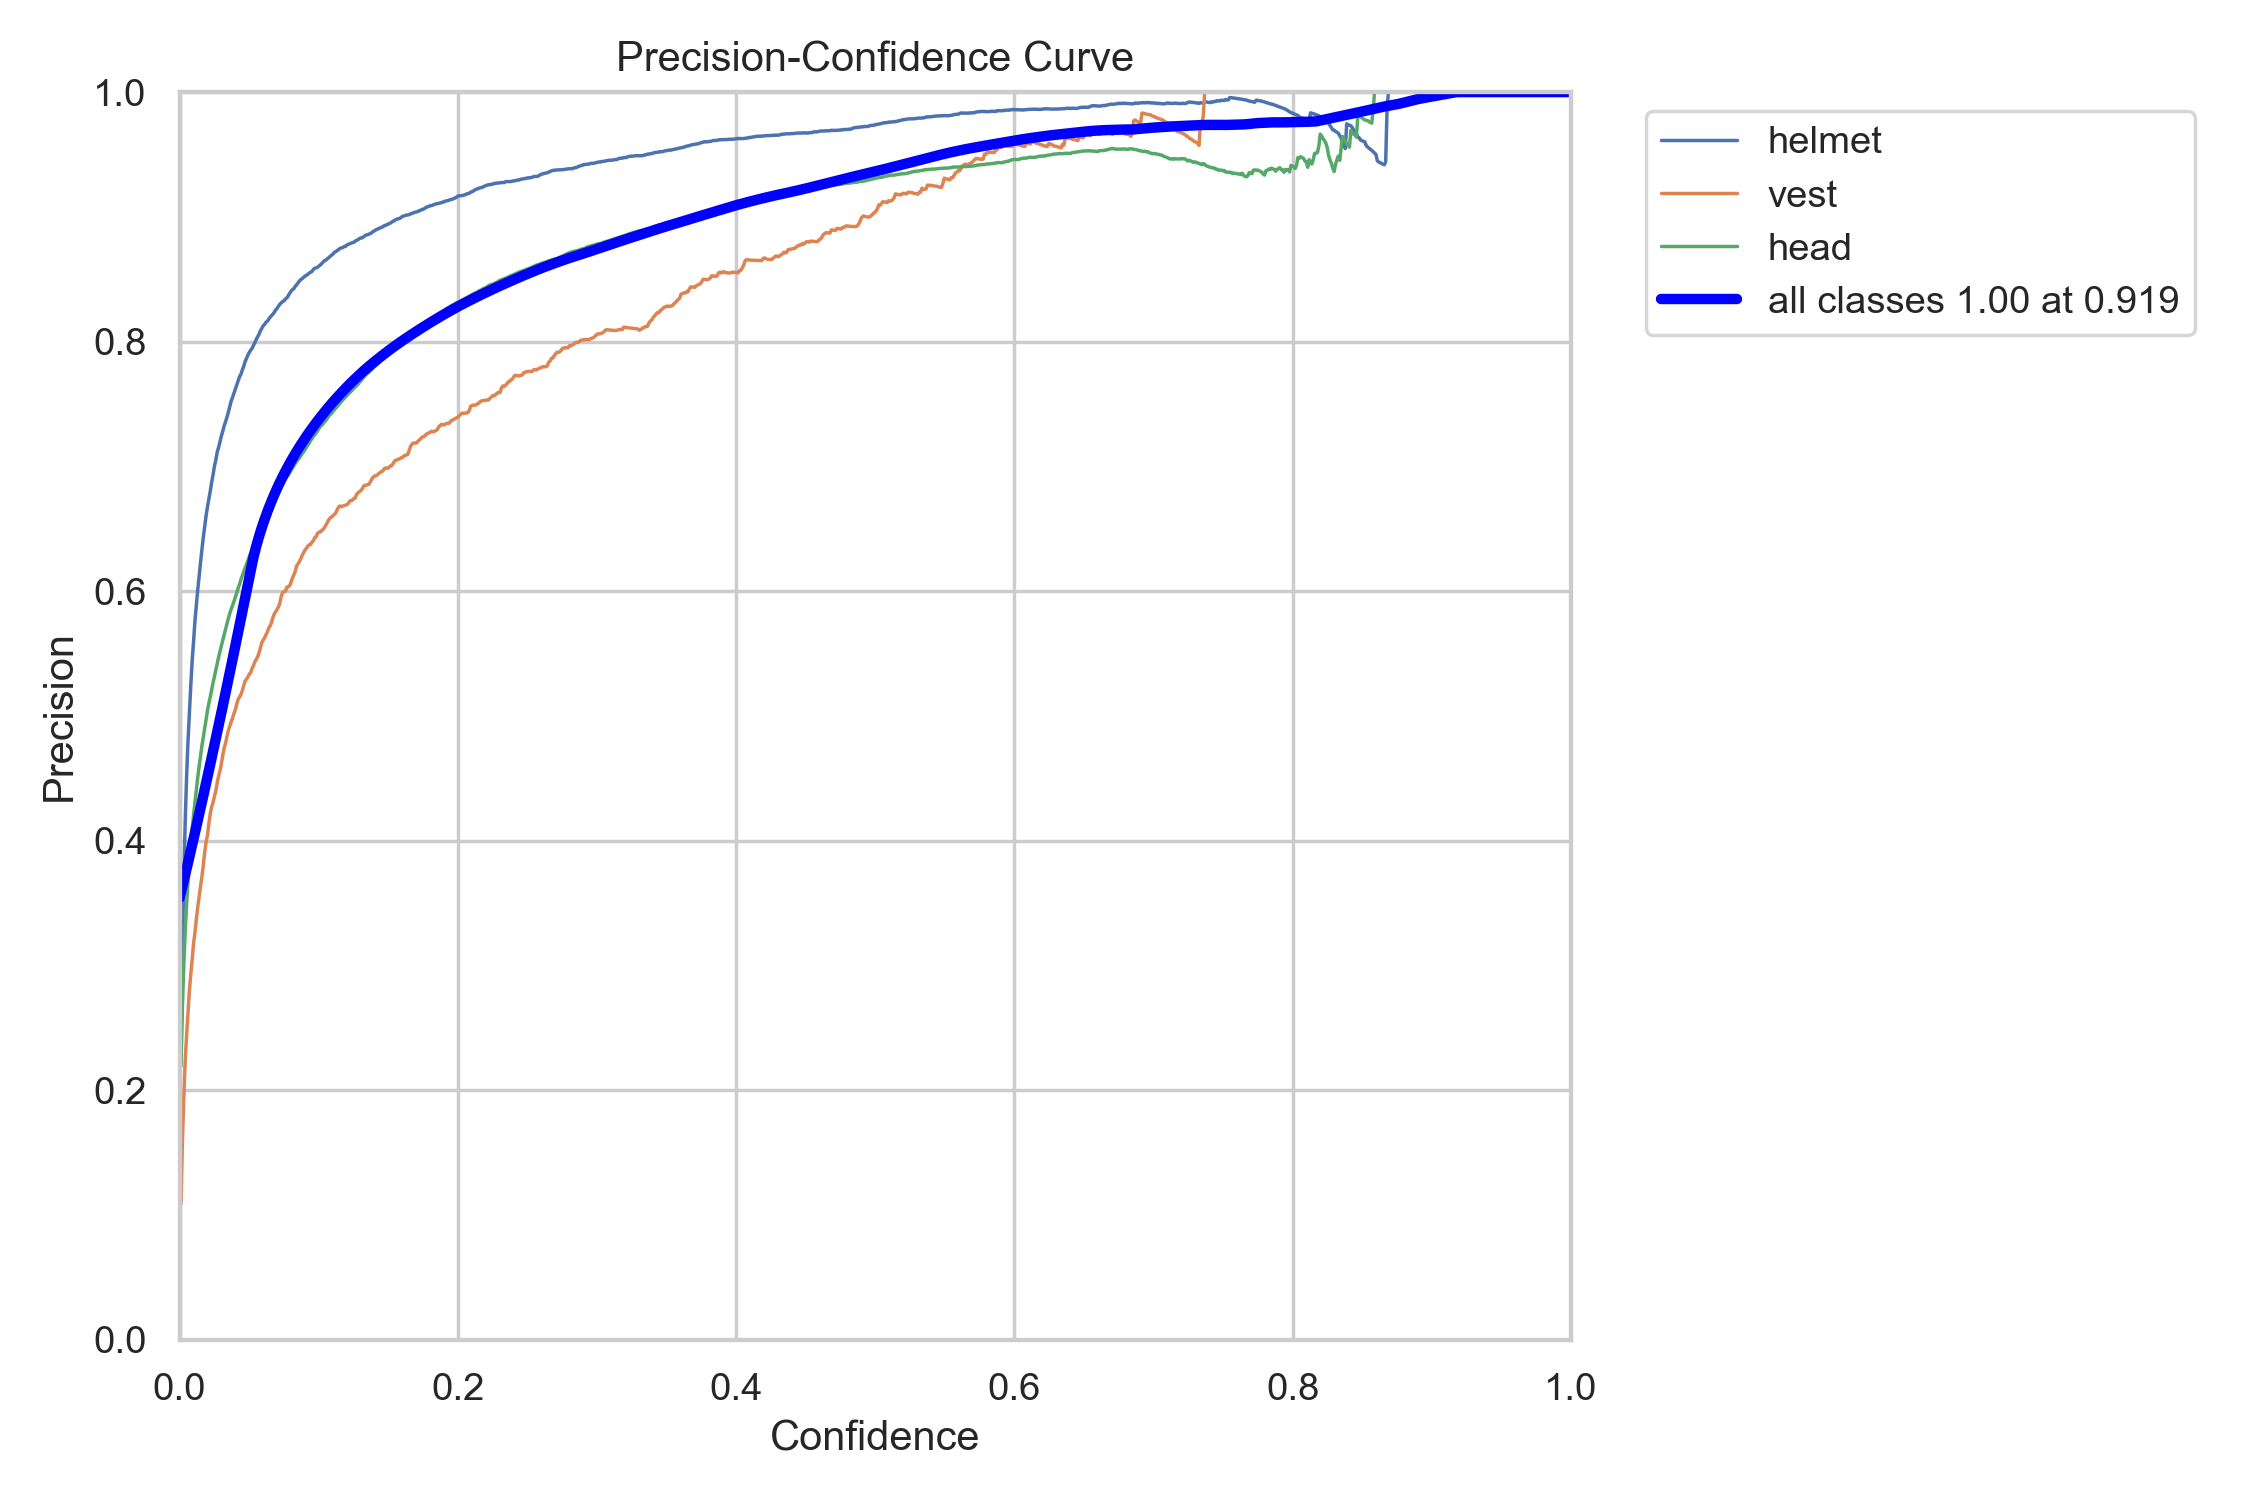 Precision-Confidence Curve
1.0
0.8
0.6
0.4
0.2
0.0
Precision
0.0 0.2 0.4 0.6 0.8 1.0
Confidence
helmet
vest
head
all classes 1.00 at 0.919